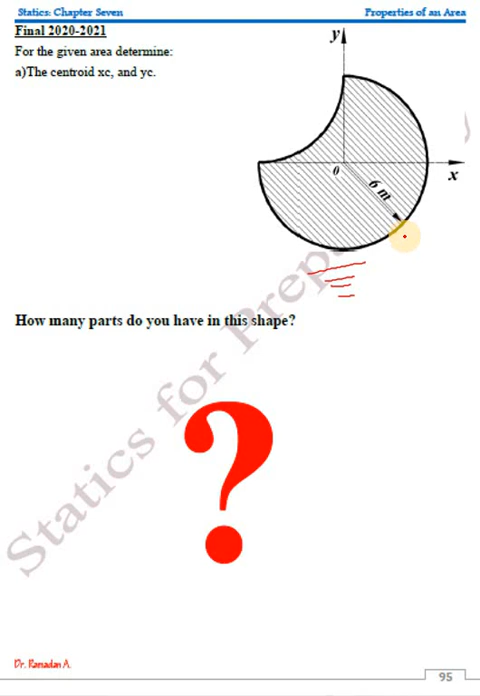 Statics: Chapter Seven
Properties of an Area
Final 2020-2021
For the given area determine:
a)The centroid xc, and yc.
y
0
x
6 m
How many parts do you have in this shape?
?
Statics for Prep
Dr. Ramadan A.
95